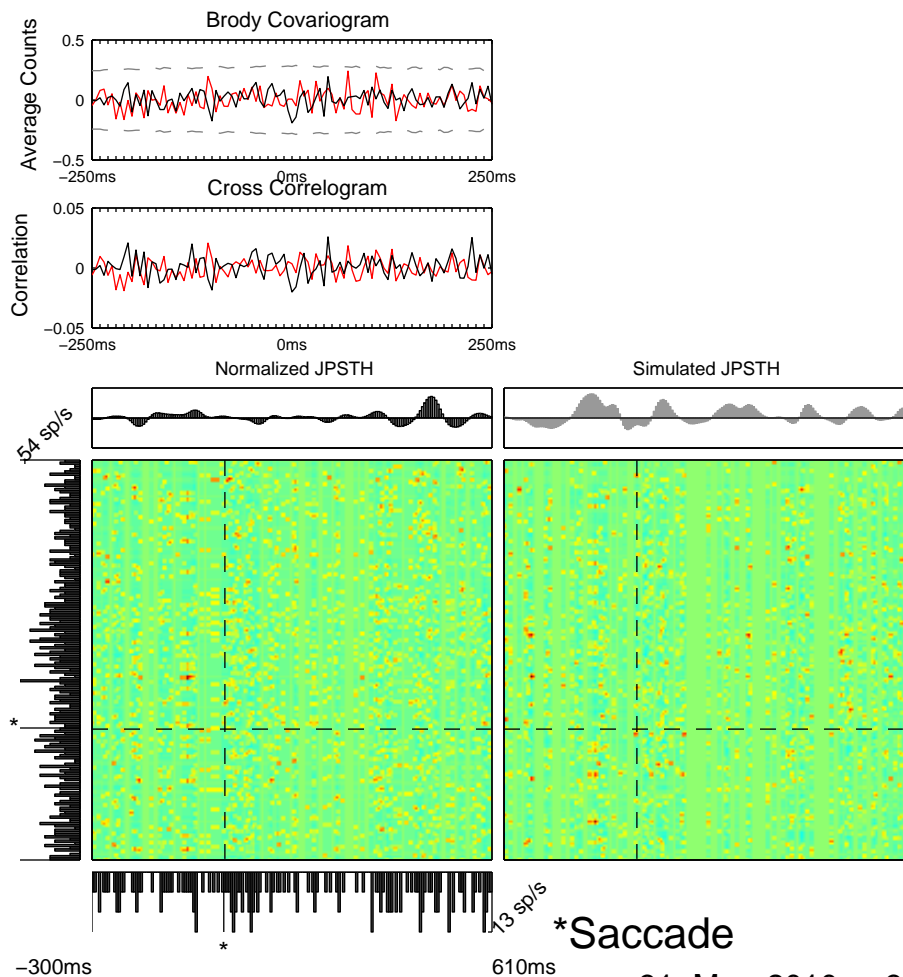 Brody Covariogram
0.5
0
−0.5
Average Counts
−250ms 0ms 250ms
Cross Correlogram
0.05
0
−0.05
Correlation
−250ms 0ms 250ms
Normalized JPSTH
Simulated JPSTH
54 sp/s
*
13 sp/s
*
*Saccade
−300ms 610ms